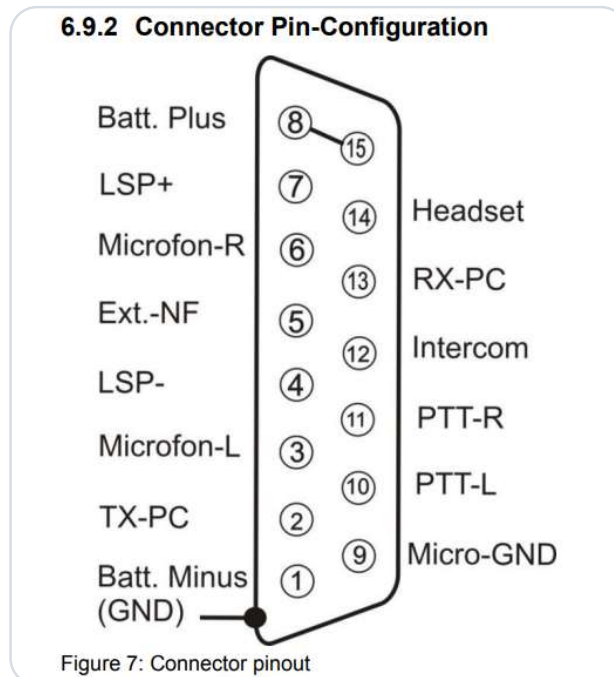 6.9.2 Connector Pin-Configuration
Batt. Plus
8
15
LSP+
7
14
Headset
Microfon-R
6
13
RX-PC
Ext.-NF
5
12
Intercom
LSP-
4
11
PTT-R
Microfon-L
3
10
PTT-L
TX-PC
2
9
Micro-GND
Batt. Minus
(GND)
1
Figure 7: Connector pinout